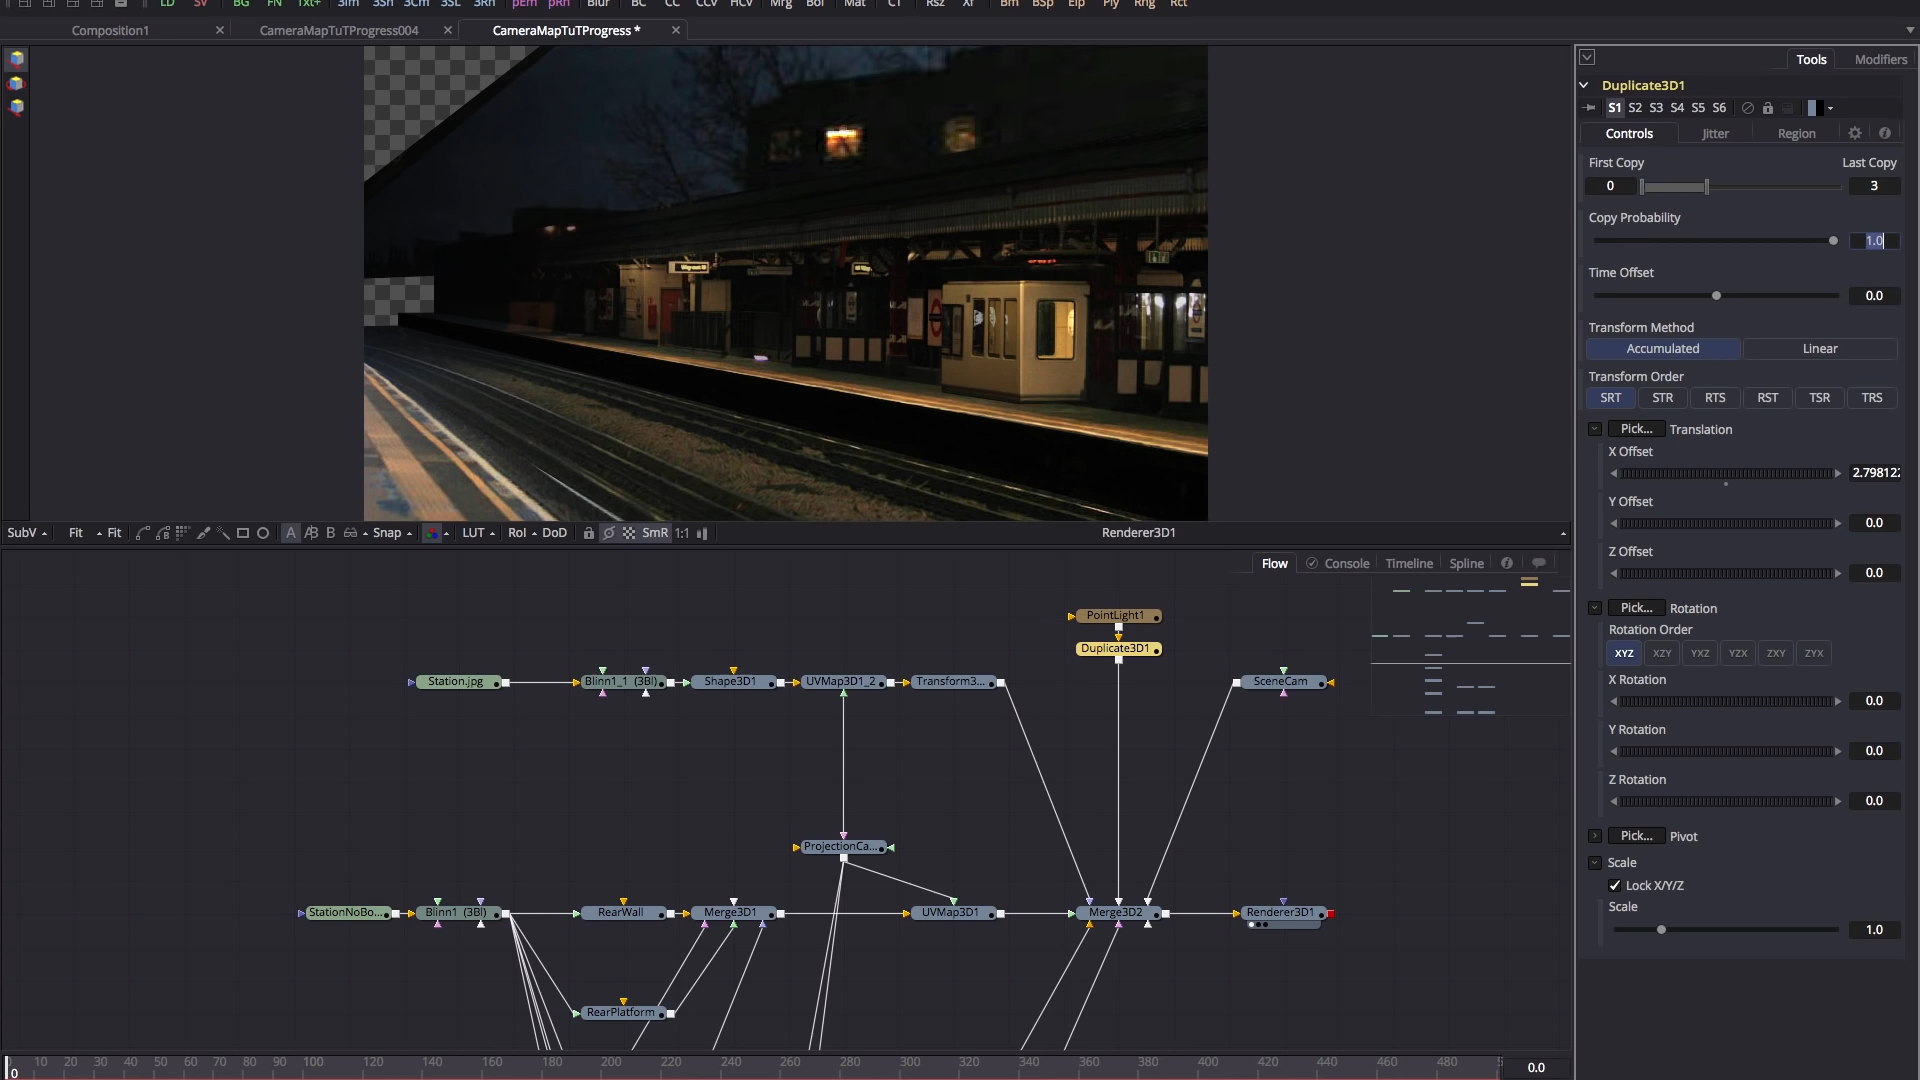 LD SV BG FN Txt+ 3Im 3Sh 3Cm 3SL 3Rn pEm pRn Blur BC CC CCv HCv Mrg Bol Mat CT Rsz Xf Bm BSp Elp Ply Rng Rct
Composition1 CameraMapTuTProgress004 CameraMapTuTProgress *
Tools Modifiers
Duplicate3D1
S1 S2 S3 S4 S5 S6
Controls Jitter Region
First Copy Last Copy
0 3
Copy Probability
1.0
Time Offset
0.0
Transform Method
Accumulated Linear
Transform Order
SRT STR RTS RST TSR TRS
Pick... Translation
X Offset
2.798122
Y Offset
0.0
Z Offset
0.0
Pick... Rotation
Rotation Order
XYZ XZY YXZ YZX ZXY ZYX
X Rotation
0.0
Y Rotation
0.0
Z Rotation
0.0
Pick... Pivot
Scale
Lock X/Y/Z
Scale
1.0
SubV Fit Fit A A|B B Snap LUT RoI DoD SmR 1:1 Renderer3D1
Flow Console Timeline Spline
PointLight1
Duplicate3D1
Station.jpg Blinn1_1 (3Bl) Shape3D1 UVMap3D1_2 Transform3... SceneCam
ProjectionCa...
StationNoBo... Blinn1 (3Bl) RearWall Merge3D1 UVMap3D1 Merge3D2 Renderer3D1
RearPlatform
10 20 30 40 50 60 70 80 90 100 120 140 160 200 220 240 260 280 300 320 340 360 380 400 420 440 460 480
0 0.0